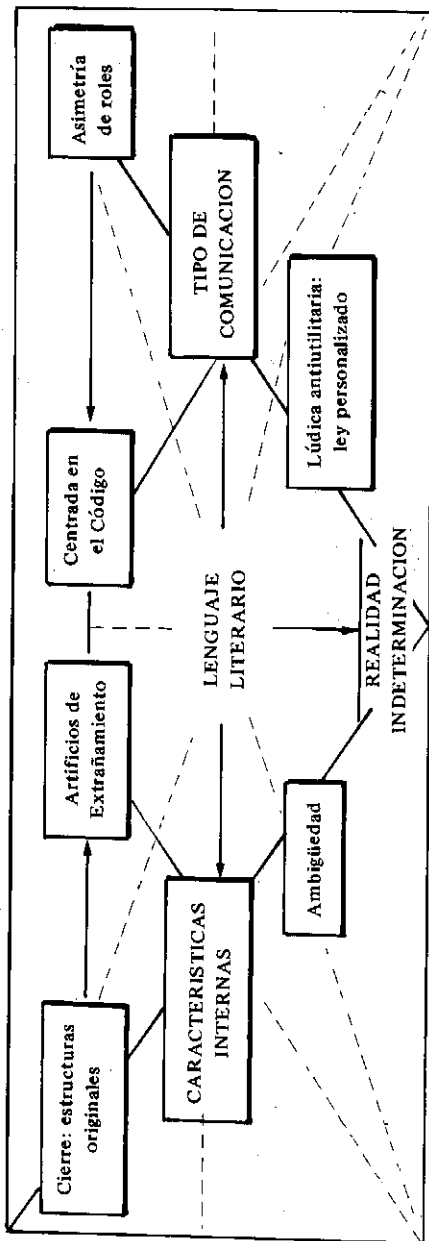 Cierre: estructuras
originales
Artificios de
Extrañamiento
Centrada en
el Código
Asimetría
de roles
CARACTERISTICAS
INTERNAS
LENGUAJE
LITERARIO
TIPO DE
COMUNICACION
Ambigüedad
REALIDAD
INDETERMINACION
Lúdica antiutilitaria:
ley personalizado